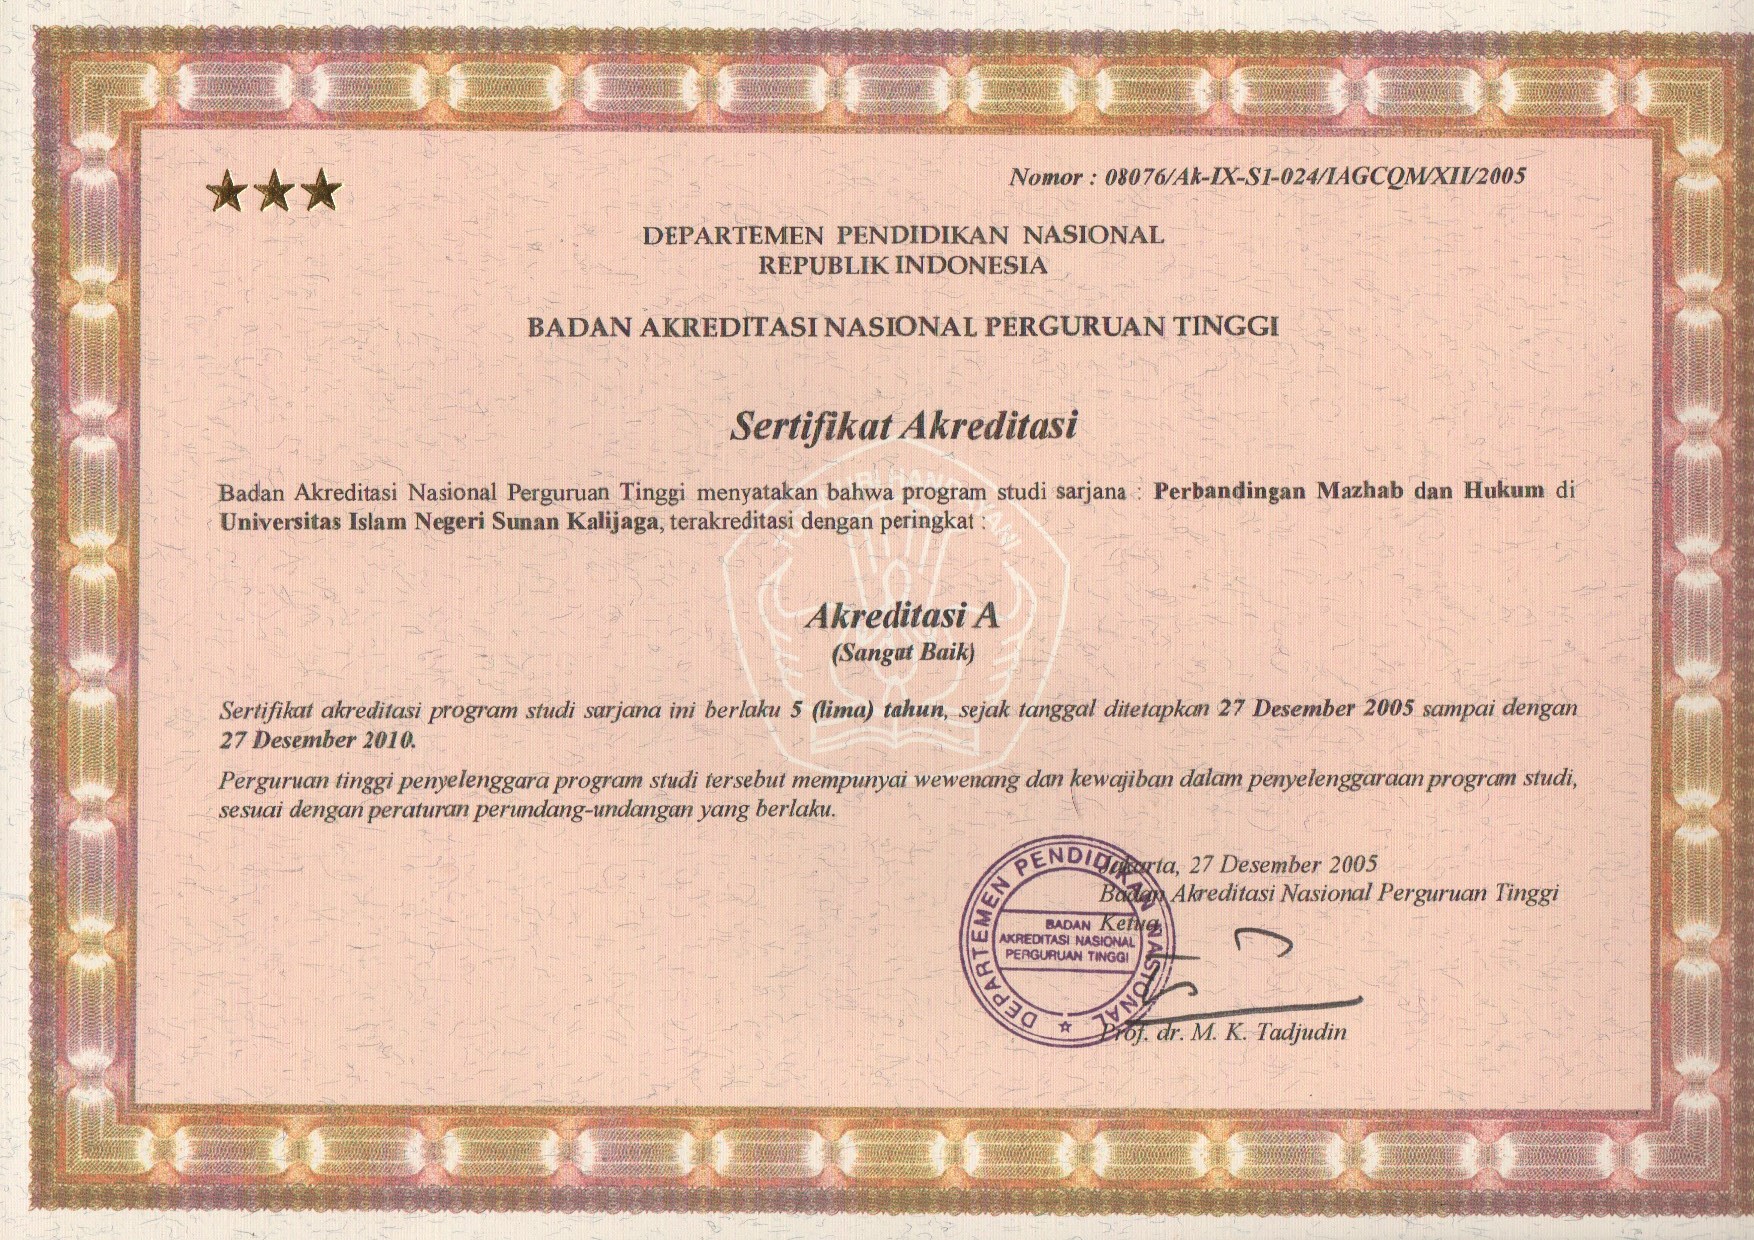 Nomor : 08076/Ak-IX-S1-024/IAGCQM/XII/2005
DEPARTEMEN PENDIDIKAN NASIONAL
REPUBLIK INDONESIA
BADAN AKREDITASI NASIONAL PERGURUAN TINGGI
Sertifikat Akreditasi
Badan Akreditasi Nasional Perguruan Tinggi menyatakan bahwa program studi sarjana : Perbandingan Mazhab dan Hukum di
Universitas Islam Negeri Sunan Kalijaga, terakreditasi dengan peringkat :
Akreditasi A
(Sangat Baik)
Sertifikat akreditasi program studi sarjana ini berlaku 5 (lima) tahun, sejak tanggal ditetapkan 27 Desember 2005 sampai dengan
27 Desember 2010.
Perguruan tinggi penyelenggara program studi tersebut mempunyai wewenang dan kewajiban dalam penyelenggaraan program studi,
sesuai dengan peraturan perundang-undangan yang berlaku.
Jakarta, 27 Desember 2005
Badan Akreditasi Nasional Perguruan Tinggi
Ketua
DEPARTEMEN PENDIDIKAN NASIONAL
BADAN
AKREDITASI NASIONAL
PERGURUAN TINGGI
Prof. dr. M. K. Tadjudin